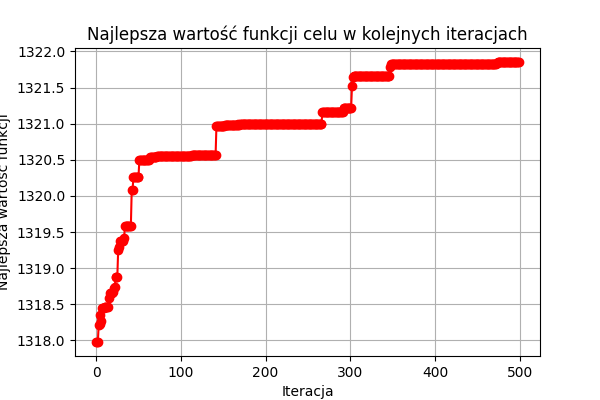 Najlepsza wartość funkcji celu w kolejnych iteracjach
Najlepsza wartość funkcji
1322.0
1321.5
1321.0
1320.5
1320.0
1319.5
1319.0
1318.5
1318.0
0 100 200 300 400 500
Iteracja